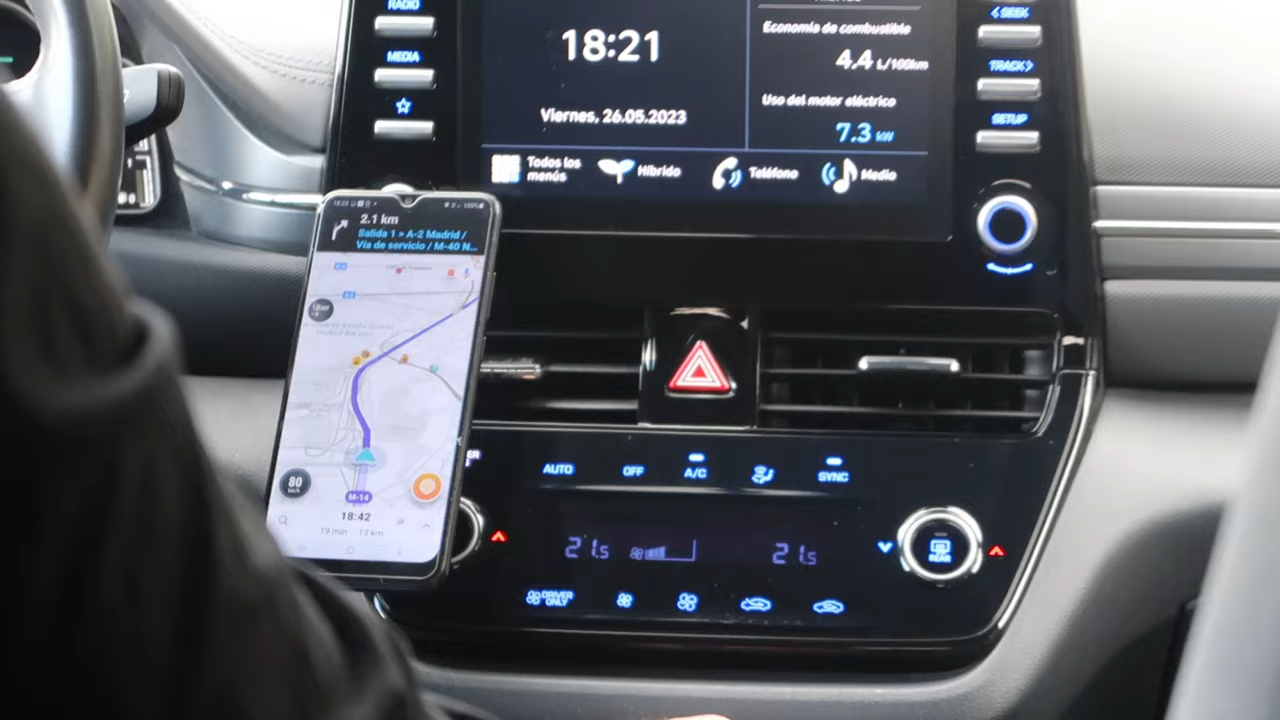 RADIO
MEDIA
18:21
Viernes, 26.05.2023
Economía de combustible
4.4 L/100km
Uso del motor eléctrico
7.3 kW
Todos los
menús
Híbrido
Teléfono
Medio
SEEK
TRACK
SETUP
2.1 km
Salida 1 > A-2 Madrid /
Vía de servicio / M-40 N...
Uber
80
km/h
M-14
18:42
19 min 13 km
AUTO
OFF
A/C
SYNC
21.5
21.5
REAR
DRIVER
ONLY